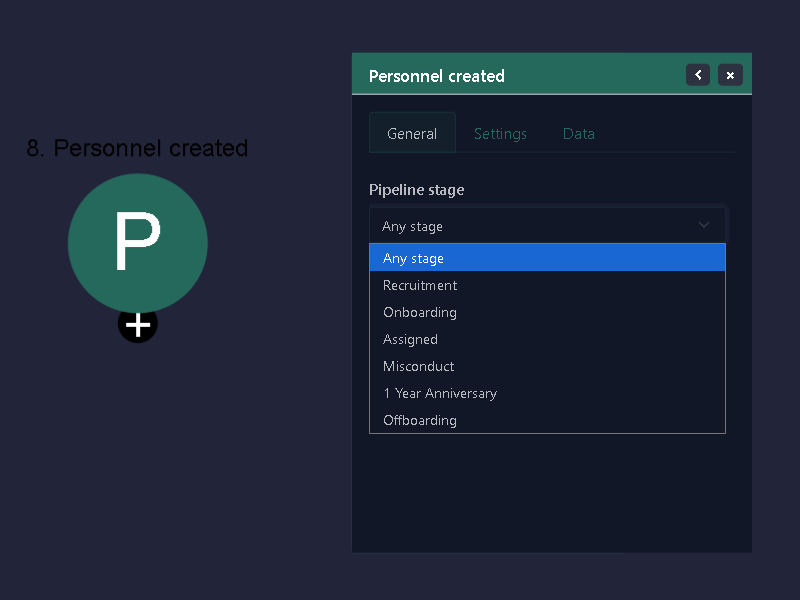 Personnel created
8. Personnel created
P
General
Settings
Data
Pipeline stage
Any stage
Any stage
Recruitment
Onboarding
Assigned
Misconduct
1 Year Anniversary
Offboarding